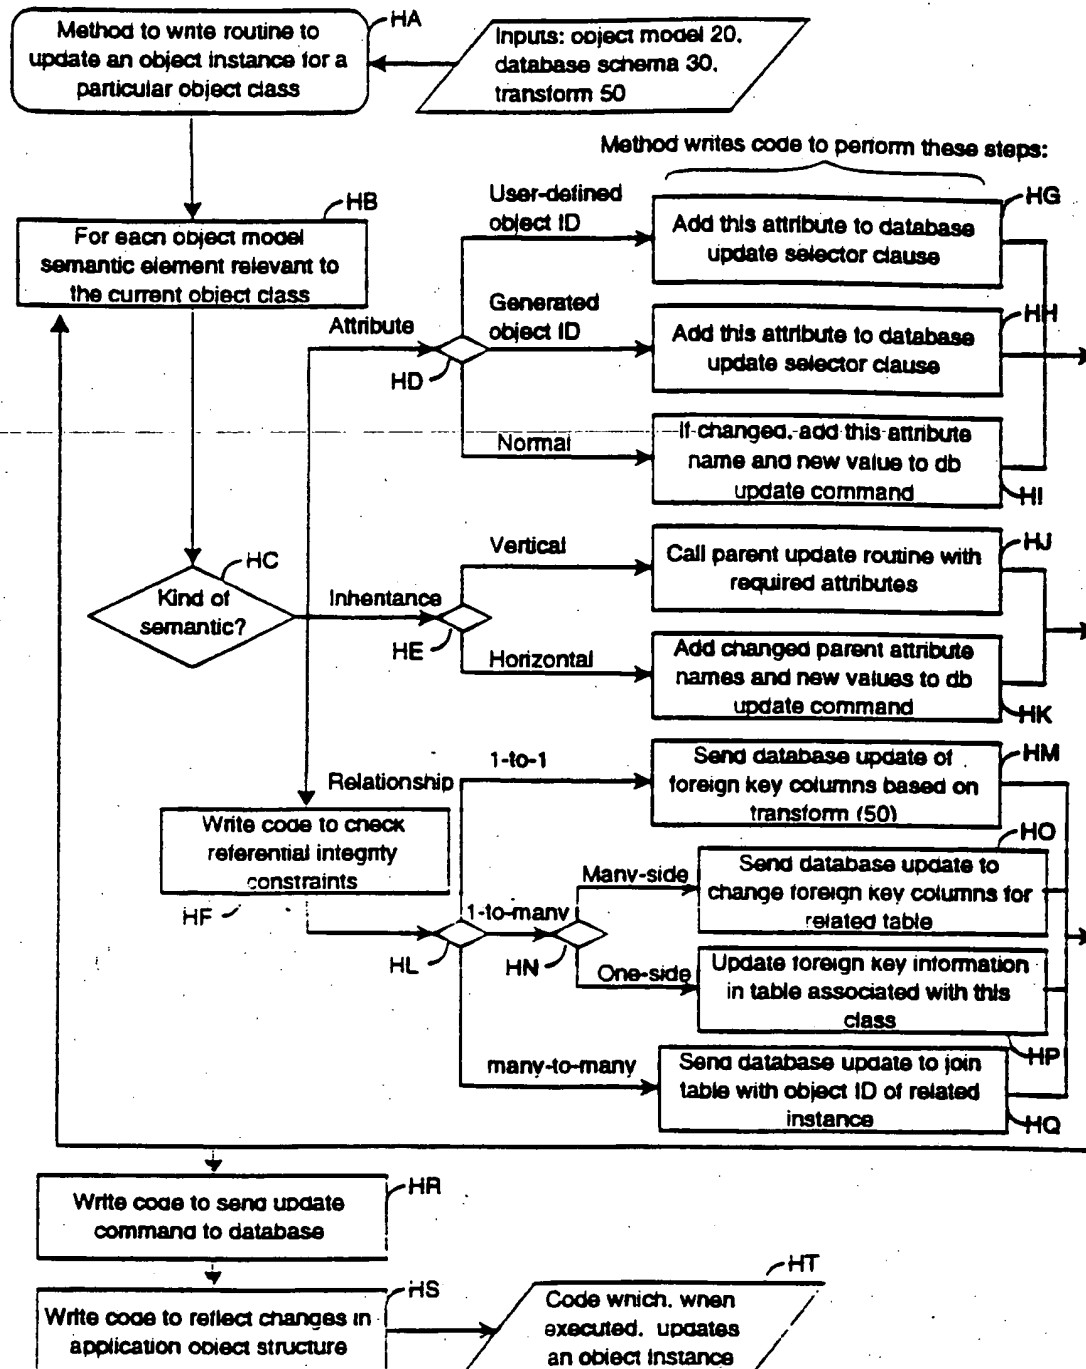 Method to write routine to
update an object instance for a
particular object class
HA
Inputs: object model 20,
database schema 30,
transform 50
Method writes code to perform these steps:
HB
For each object model
semantic element relevant to
the current object class
User-defined
object ID
Add this attribute to database
update selector clause
HG
Attribute
HD
Generated
object ID
Add this attribute to database
update selector clause
HH
Normal
If changed, add this attribute
name and new value to db
update command
HI
HC
Kind of
semantic?
Inheritance
HE
Vertical
Call parent update routine with
required attributes
HJ
Horizontal
Add changed parent attribute
names and new values to db
update command
HK
Relationship
Write code to check
referential integrity
constraints
HF
HL
1-to-1
Send database update of
foreign key columns based on
transform (50)
HM
1-to-many
HN
Many-side
Send database update to
change foreign key columns for
related table
HO
One-side
Update foreign key information
in table associated with this
class
HP
many-to-many
Send database update to join
table with object ID of related
instance
HQ
Write code to send update
command to database
HR
Write code to reflect changes in
application object structure
HS
Code which, when
executed, updates
an object instance
HT